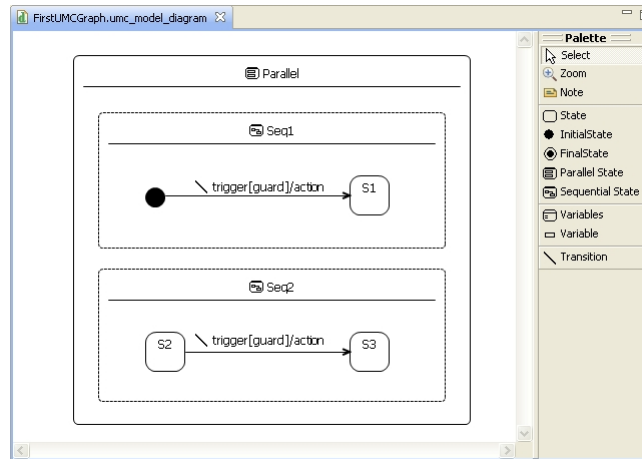 FirstUMCGraph.umc_model_diagram
Parallel
Seq1
trigger[guard]/action
S1
Seq2
S2
trigger[guard]/action
S3
Palette
Select
Zoom
Note
State
InitialState
FinalState
Parallel State
Sequential State
Variables
Variable
Transition